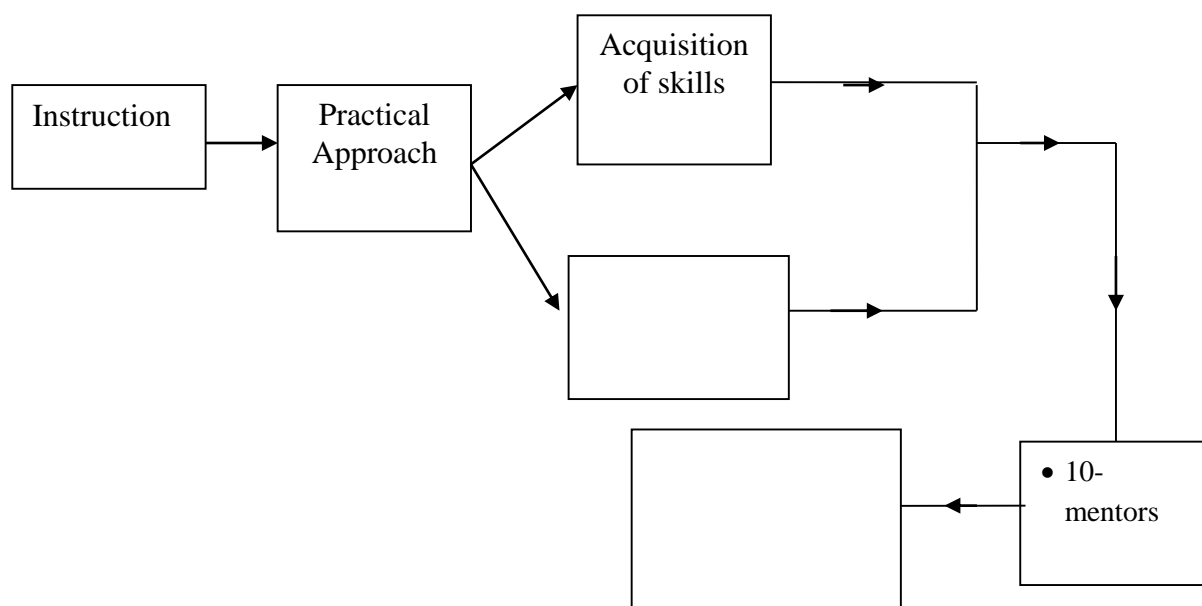 Instruction
Practical
Approach
Acquisition
of skills
• 10-
mentors